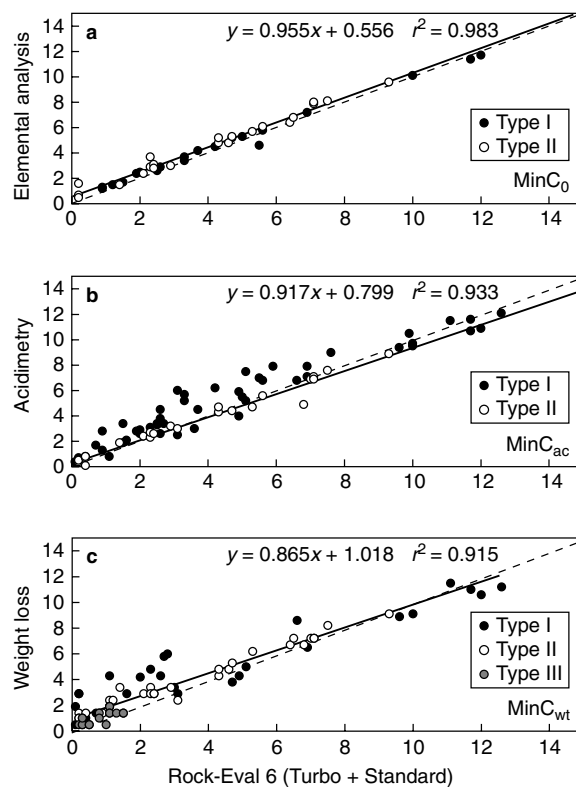 a
y = 0.955x + 0.556 r² = 0.983
Elemental analysis
14
12
10
8
6
4
2
0
Type I
Type II
MinC₀
0 2 4 6 8 10 12
b
y = 0.917x + 0.799 r² = 0.933
Acidimetry
14
12
10
8
6
4
2
0
Type I
Type II
MinCac
0 2 4 6 8 10 12
c
y = 0.865x + 1.018 r² = 0.915
Weight loss
14
12
10
8
6
4
2
0
Type I
Type II
Type III
MinCwt
0 2 4 6 8 10 12
Rock-Eval 6 (Turbo + Standard)